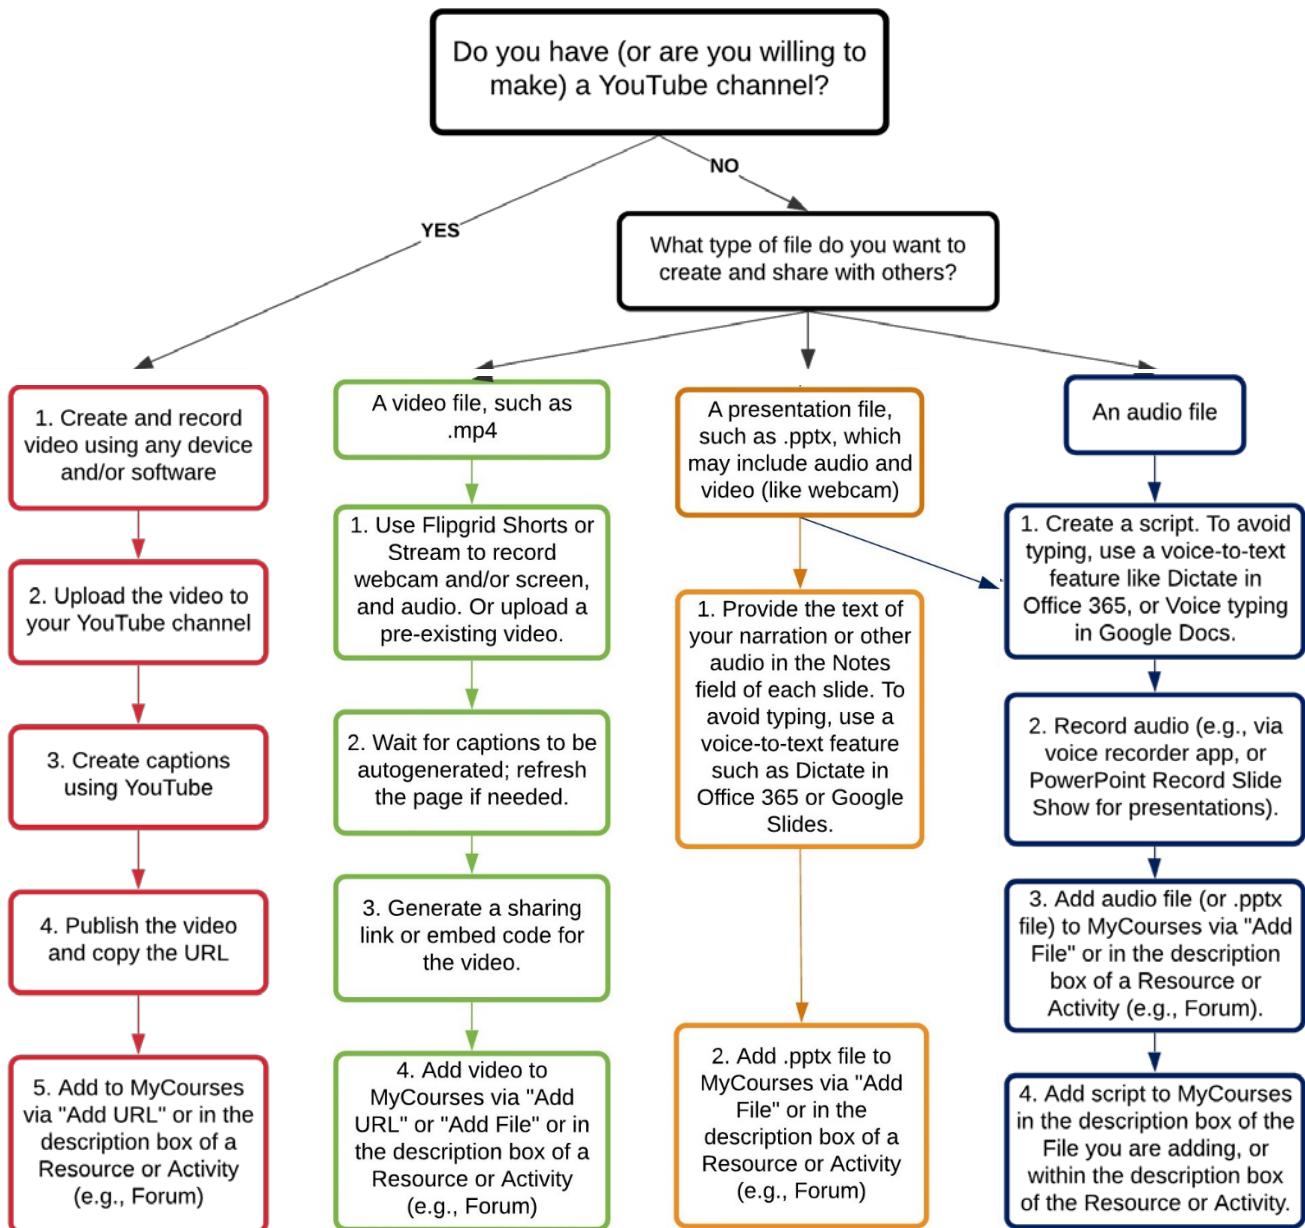 Do you have (or are you willing to
make) a YouTube channel?
NO
YES
What type of file do you want to
create and share with others?
1. Create and record
video using any device
and/or software
2. Upload the video to
your YouTube channel
3. Create captions
using YouTube
4. Publish the video
and copy the URL
5. Add to MyCourses
via "Add URL" or in the
description box of a
Resource or Activity
(e.g., Forum)
A video file, such as
.mp4
1. Use Flipgrid Shorts or
Stream to record
webcam and/or screen,
and audio. Or upload a
pre-existing video.
2. Wait for captions to be
autogenerated; refresh
the page if needed.
3. Generate a sharing
link or embed code for
the video.
4. Add video to
MyCourses via "Add
URL" or "Add File" or in
the description box of a
Resource or Activity
(e.g., Forum)
A presentation file,
such as .pptx, which
may include audio and
video (like webcam)
1. Provide the text of
your narration or other
audio in the Notes
field of each slide. To
avoid typing, use a
voice-to-text feature
such as Dictate in
Office 365 or Google
Slides.
2. Add .pptx file to
MyCourses via "Add
File" or in the
description box of a
Resource or Activity
(e.g., Forum)
An audio file
1. Create a script. To avoid
typing, use a voice-to-text
feature like Dictate in
Office 365, or Voice typing
in Google Docs.
2. Record audio (e.g., via
voice recorder app, or
PowerPoint Record Slide
Show for presentations).
3. Add audio file (or .pptx
file) to MyCourses via "Add
File" or in the description
box of a Resource or
Activity (e.g., Forum).
4. Add script to MyCourses
in the description box of the
File you are adding, or
within the description box
of the Resource or Activity.